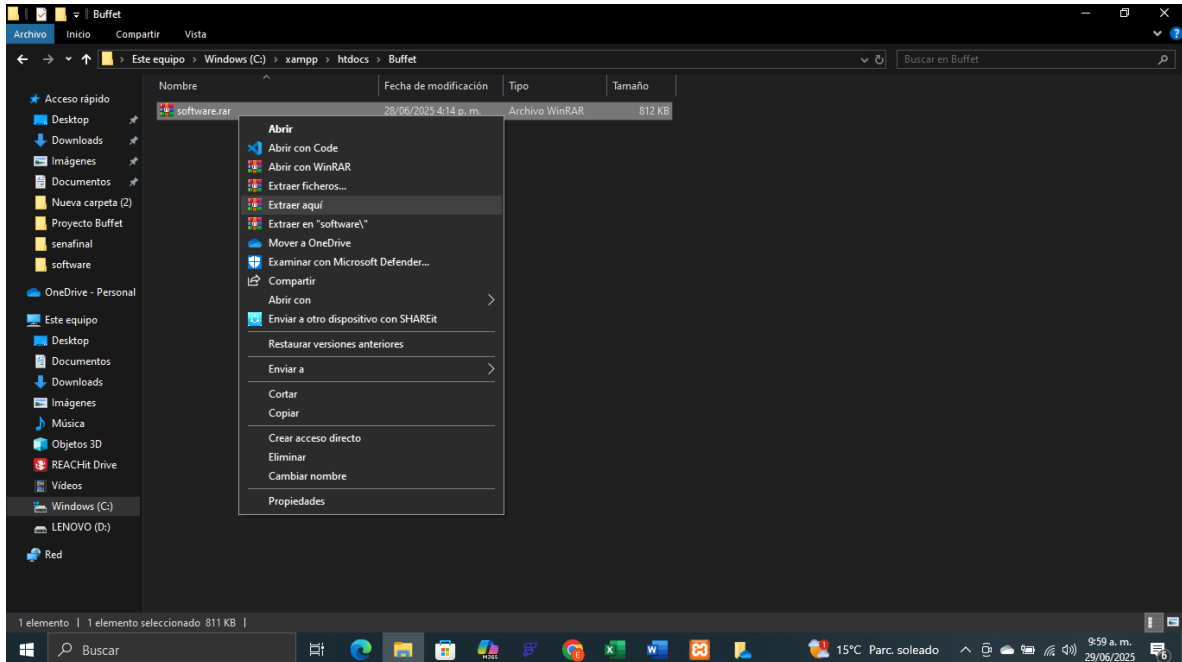 Buffet
Archivo Inicio Compartir Vista
Este equipo > Windows (C:) > xampp > htdocs > Buffet
Buscar en Buffet
Nombre Fecha de modificación Tipo Tamaño
software.rar 28/06/2025 4:14 p. m. Archivo WinRAR 812 KB
Acceso rápido
Desktop
Downloads
Imágenes
Documentos
Nueva carpeta (2)
Proyecto Buffet
senafinal
software
OneDrive - Personal
Este equipo
Desktop
Documentos
Downloads
Imágenes
Música
Objetos 3D
REACHit Drive
Vídeos
Windows (C:)
LENOVO (D:)
Red
Abrir
Abrir con Code
Abrir con WinRAR
Extraer ficheros...
Extraer aquí
Extraer en "software\"
Mover a OneDrive
Examinar con Microsoft Defender...
Compartir
Abrir con
Enviar a otro dispositivo con SHAREit
Restaurar versiones anteriores
Enviar a
Cortar
Copiar
Crear acceso directo
Eliminar
Cambiar nombre
Propiedades
1 elemento | 1 elemento seleccionado 811 KB |
Buscar
M365
15°C Parc. soleado
9:59 a. m.
29/06/2025
6